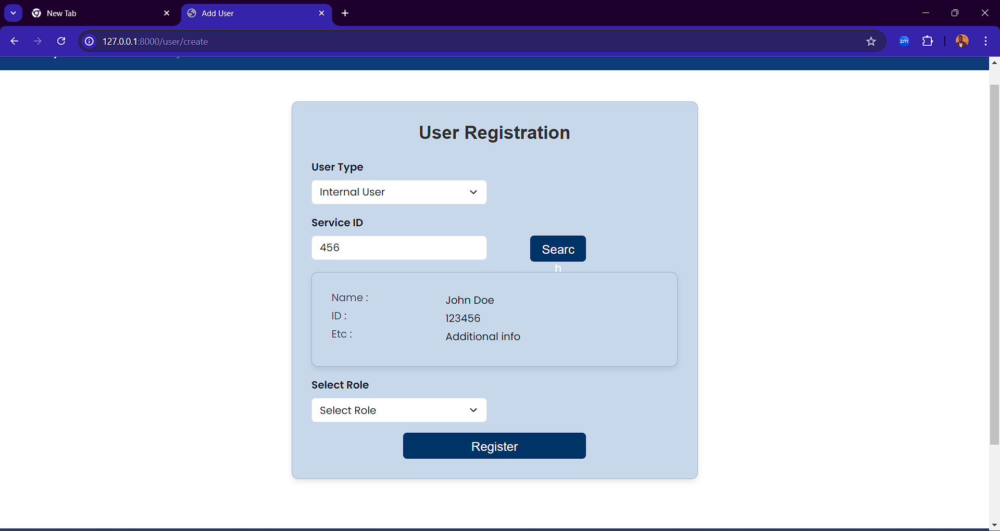 New Tab
Add User
127.0.0.1:8000/user/create
zm
User Registration
User Type
Internal User
Service ID
456
Searc
h
Name :
John Doe
ID :
123456
Etc :
Additional info
Select Role
Select Role
Register